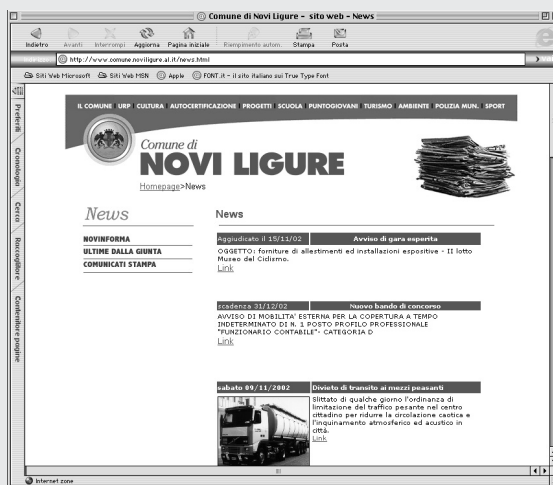 Comune di Novi Ligure - sito web - News
Indietro Avanti Interrompi Aggiorna Pagina iniziale Riempimento autom. Stampa Posta
http://www.comune.noviligure.al.it/news.html
Siti Web Microsoft Siti Web MSN Apple FONT.it - il sito italiano sui True Type Font
Preferiti
Cronologia
Cerca
Raccoglitore
Contenitore pagine
IL COMUNE | URP | CULTURA | AUTOCERTIFICAZIONE | PROGETTI | SCUOLA | PUNTOGIOVANI | TURISMO | AMBIENTE | POLIZIA MUN. | SPORT
Comune di
NOVI LIGURE
Homepage>News
News
NOVINFORMA
ULTIME DALLA GIUNTA
COMUNICATI STAMPA
News
Aggiudicato il 15/11/02 Avviso di gara esperita
OGGETTO: forniture di allestimenti ed installazioni espositive - II lotto
Museo del Ciclismo.
Link
scadenza 31/12/02 Nuovo bando di concorso
AVVISO DI MOBILITA' ESTERNA PER LA COPERTURA A TEMPO
INDETERMINATO DI N. 1 POSTO PROFILO PROFESSIONALE
"FUNZIONARIO CONTABILE"- CATEGORIA D
Link
sabato 09/11/2002 Divieto di transito ai mezzi peasanti
Slittato di qualche giorno l'ordinanza di
limitazione del traffico pesante nel centro
cittadino per ridurre la circolazione caotica e
l'inquinamento atmosferico ed acustico in
città.
Link
Internet zone